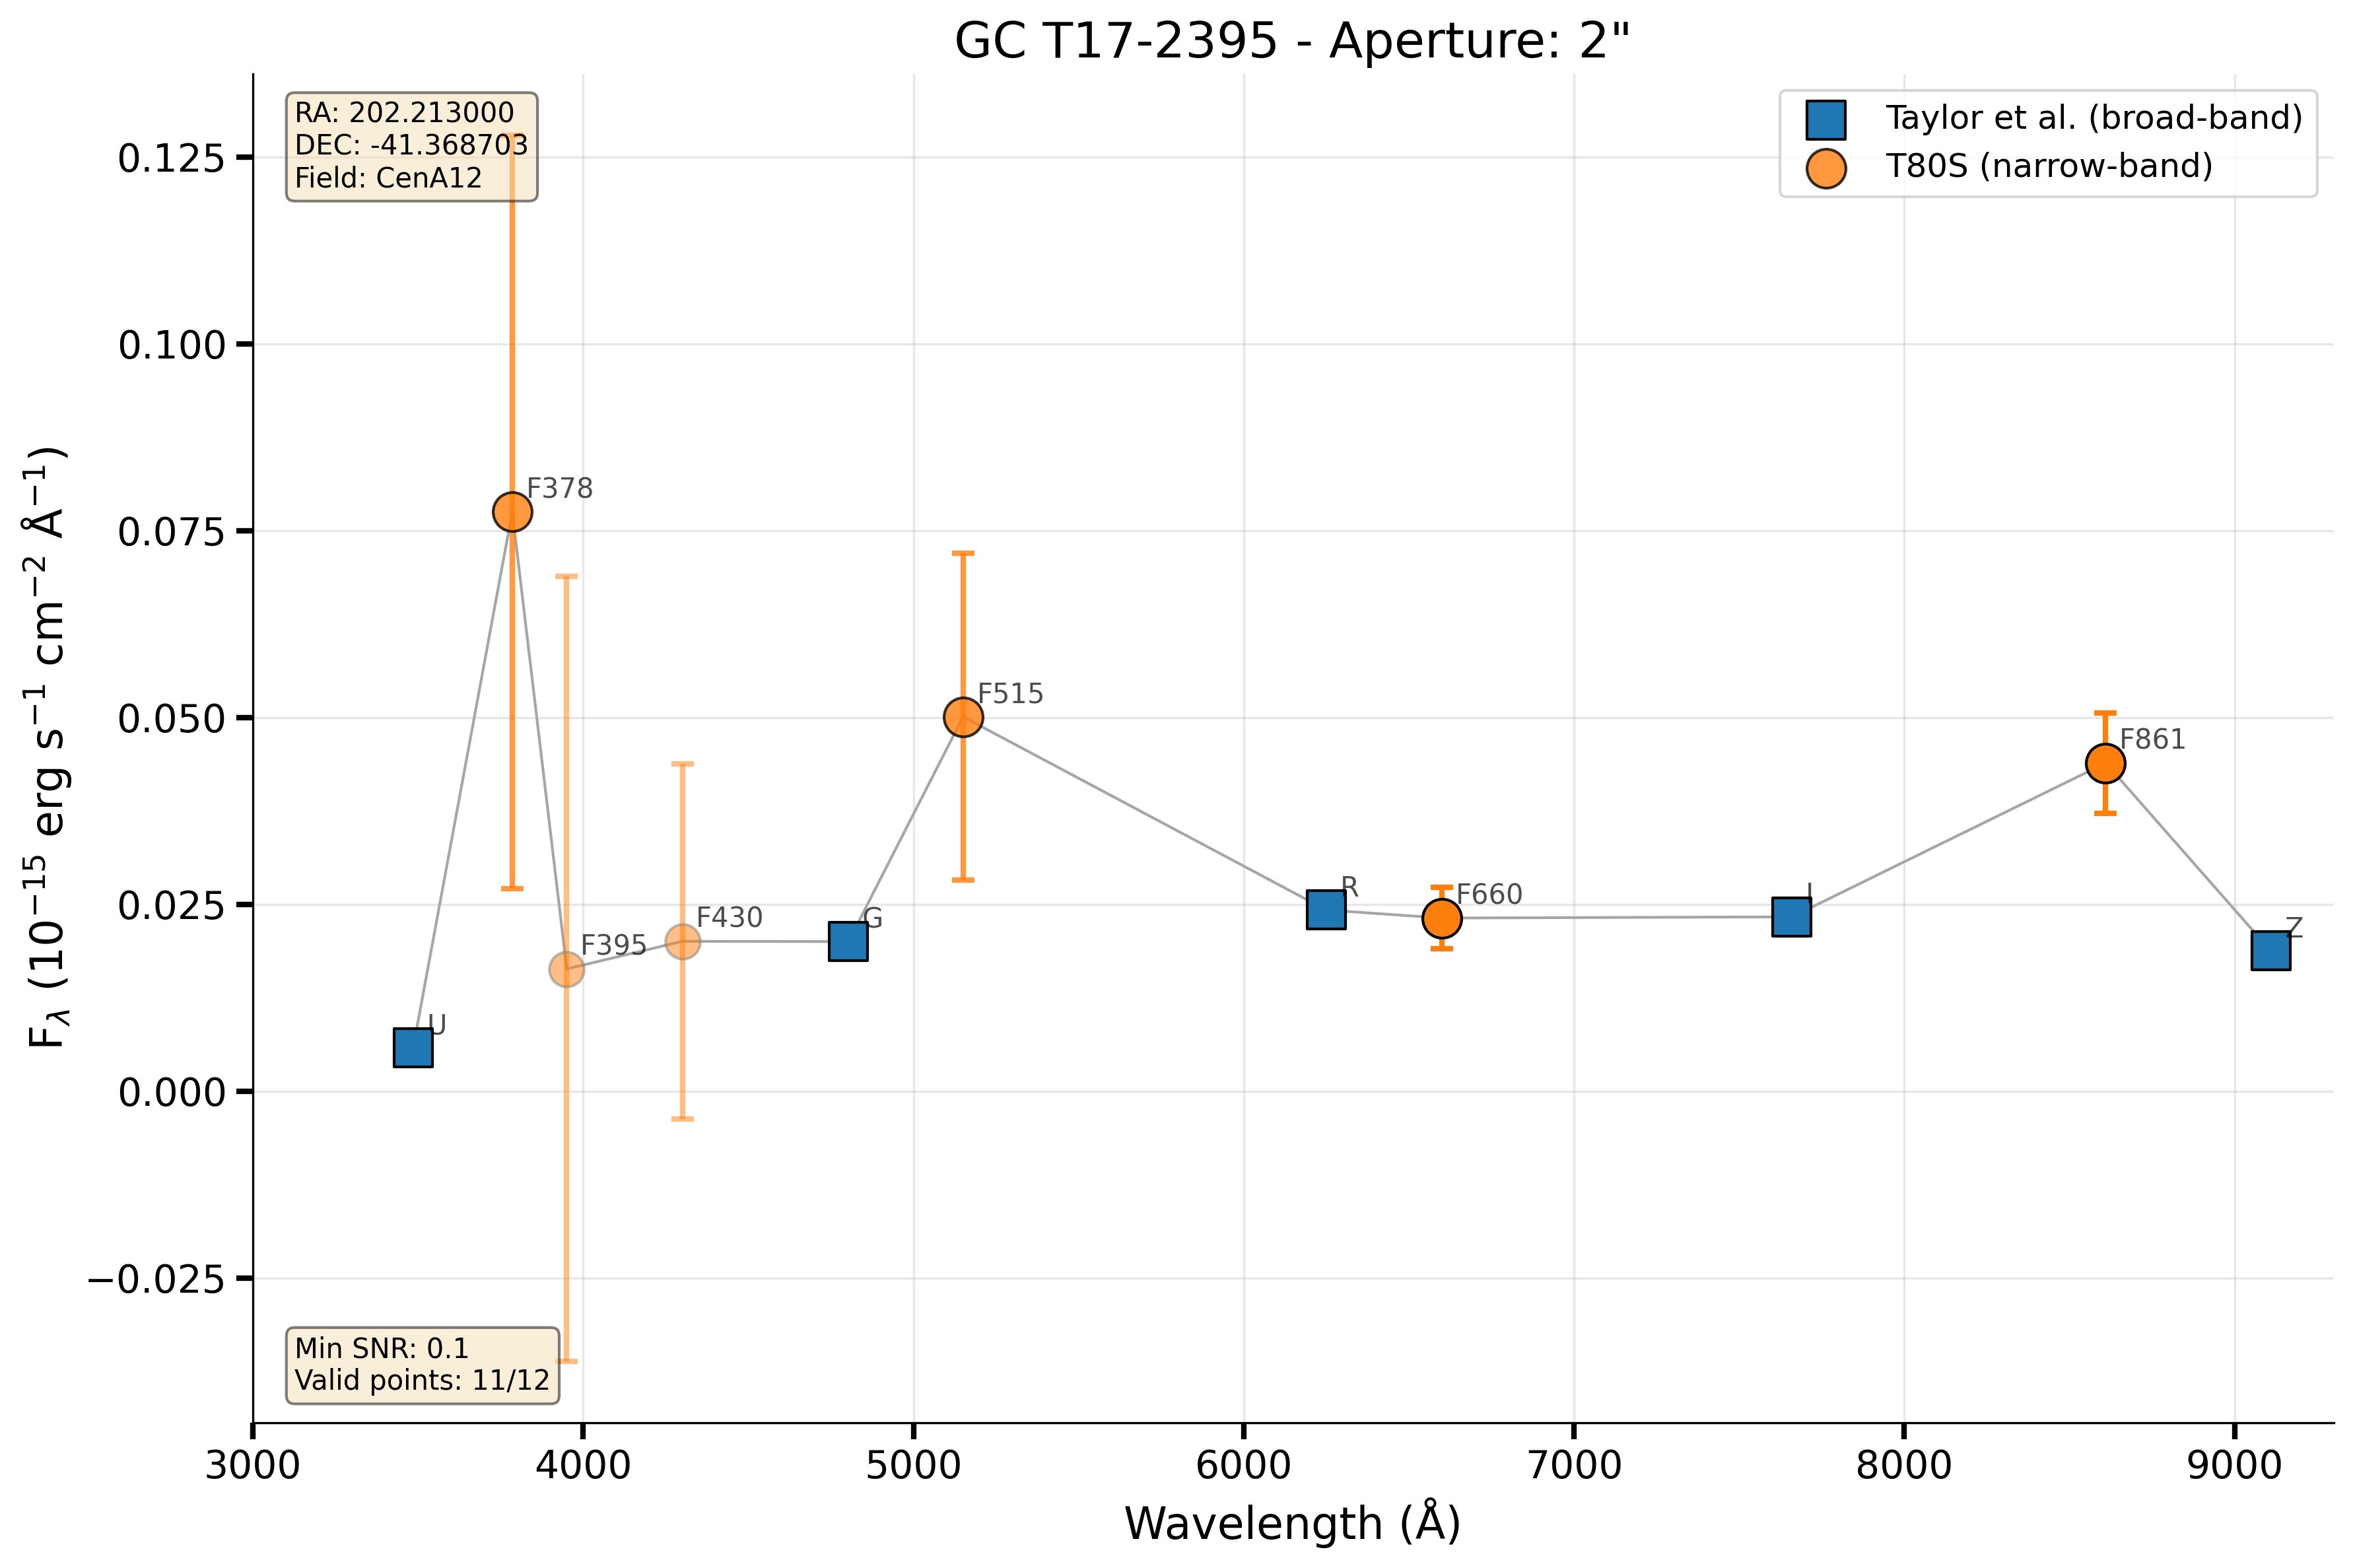 GC T17-2395 - Aperture: 2"
RA: 202.213000
DEC: -41.368703
Field: CenA12
Taylor et al. (broad-band)
T80S (narrow-band)
0.125
0.100
0.075
0.050
0.025
0.000
−0.025
F_λ (10⁻¹⁵ erg s⁻¹ cm⁻² Å⁻¹)
U
F378
F395
F430
G
F515
R
F660
I
F861
Z
Min SNR: 0.1
Valid points: 11/12
3000 4000 5000 6000 7000 8000 9000
Wavelength (Å)